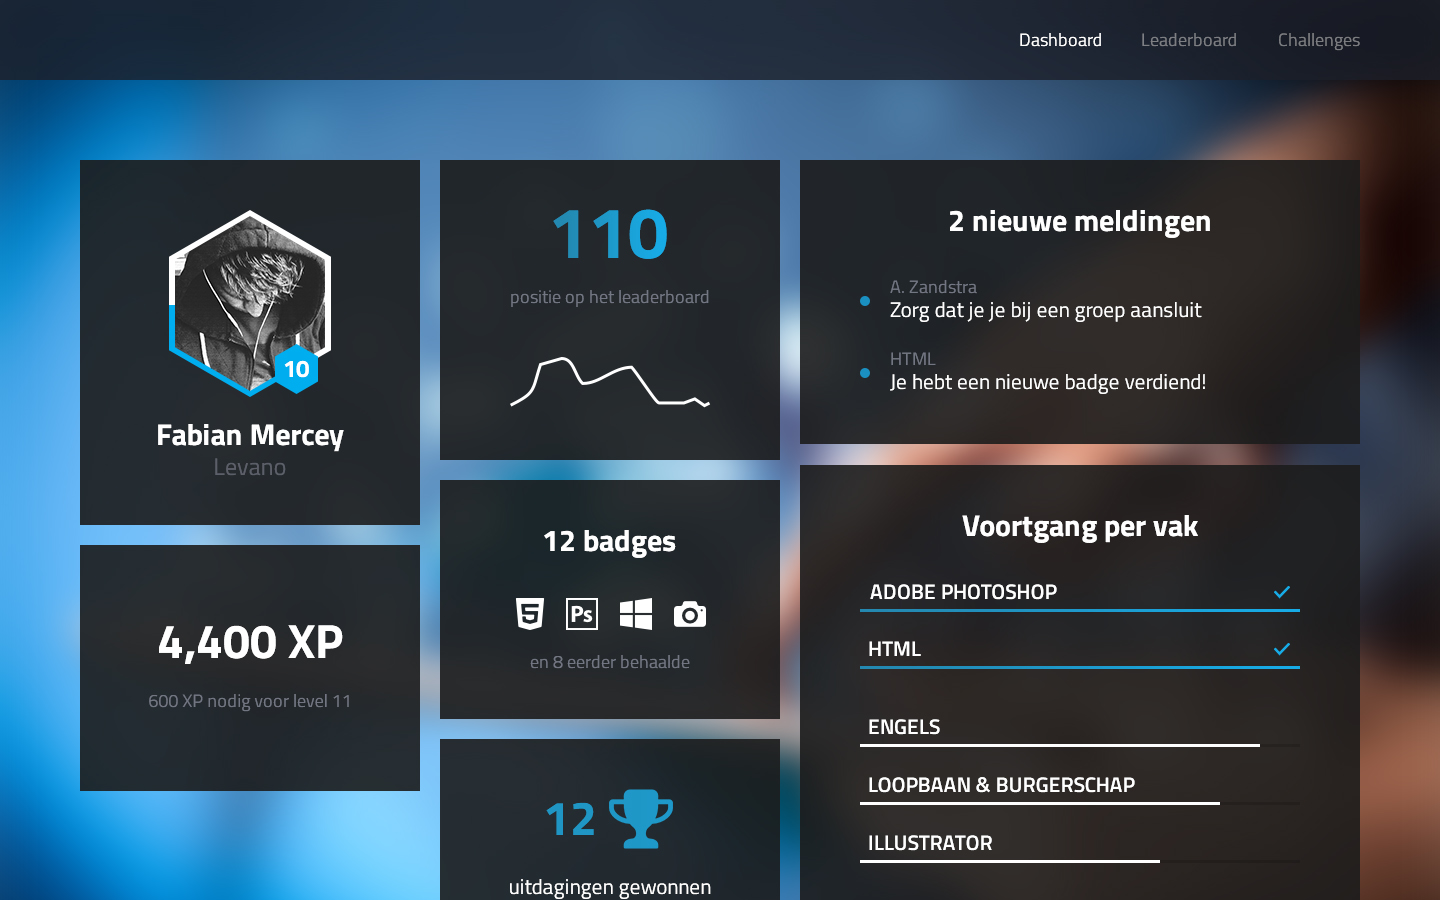 Dashboard Leaderboard Challenges
10
Fabian Mercey
Levano
4,400 XP
600 XP nodig voor level 11
110
positie op het leaderboard
12 badges
5 Ps
en 8 eerder behaalde
12
uitdagingen gewonnen
2 nieuwe meldingen
A. Zandstra
Zorg dat je je bij een groep aansluit
HTML
Je hebt een nieuwe badge verdiend!
Voortgang per vak
ADOBE PHOTOSHOP
HTML
ENGELS
LOOPBAAN & BURGERSCHAP
ILLUSTRATOR